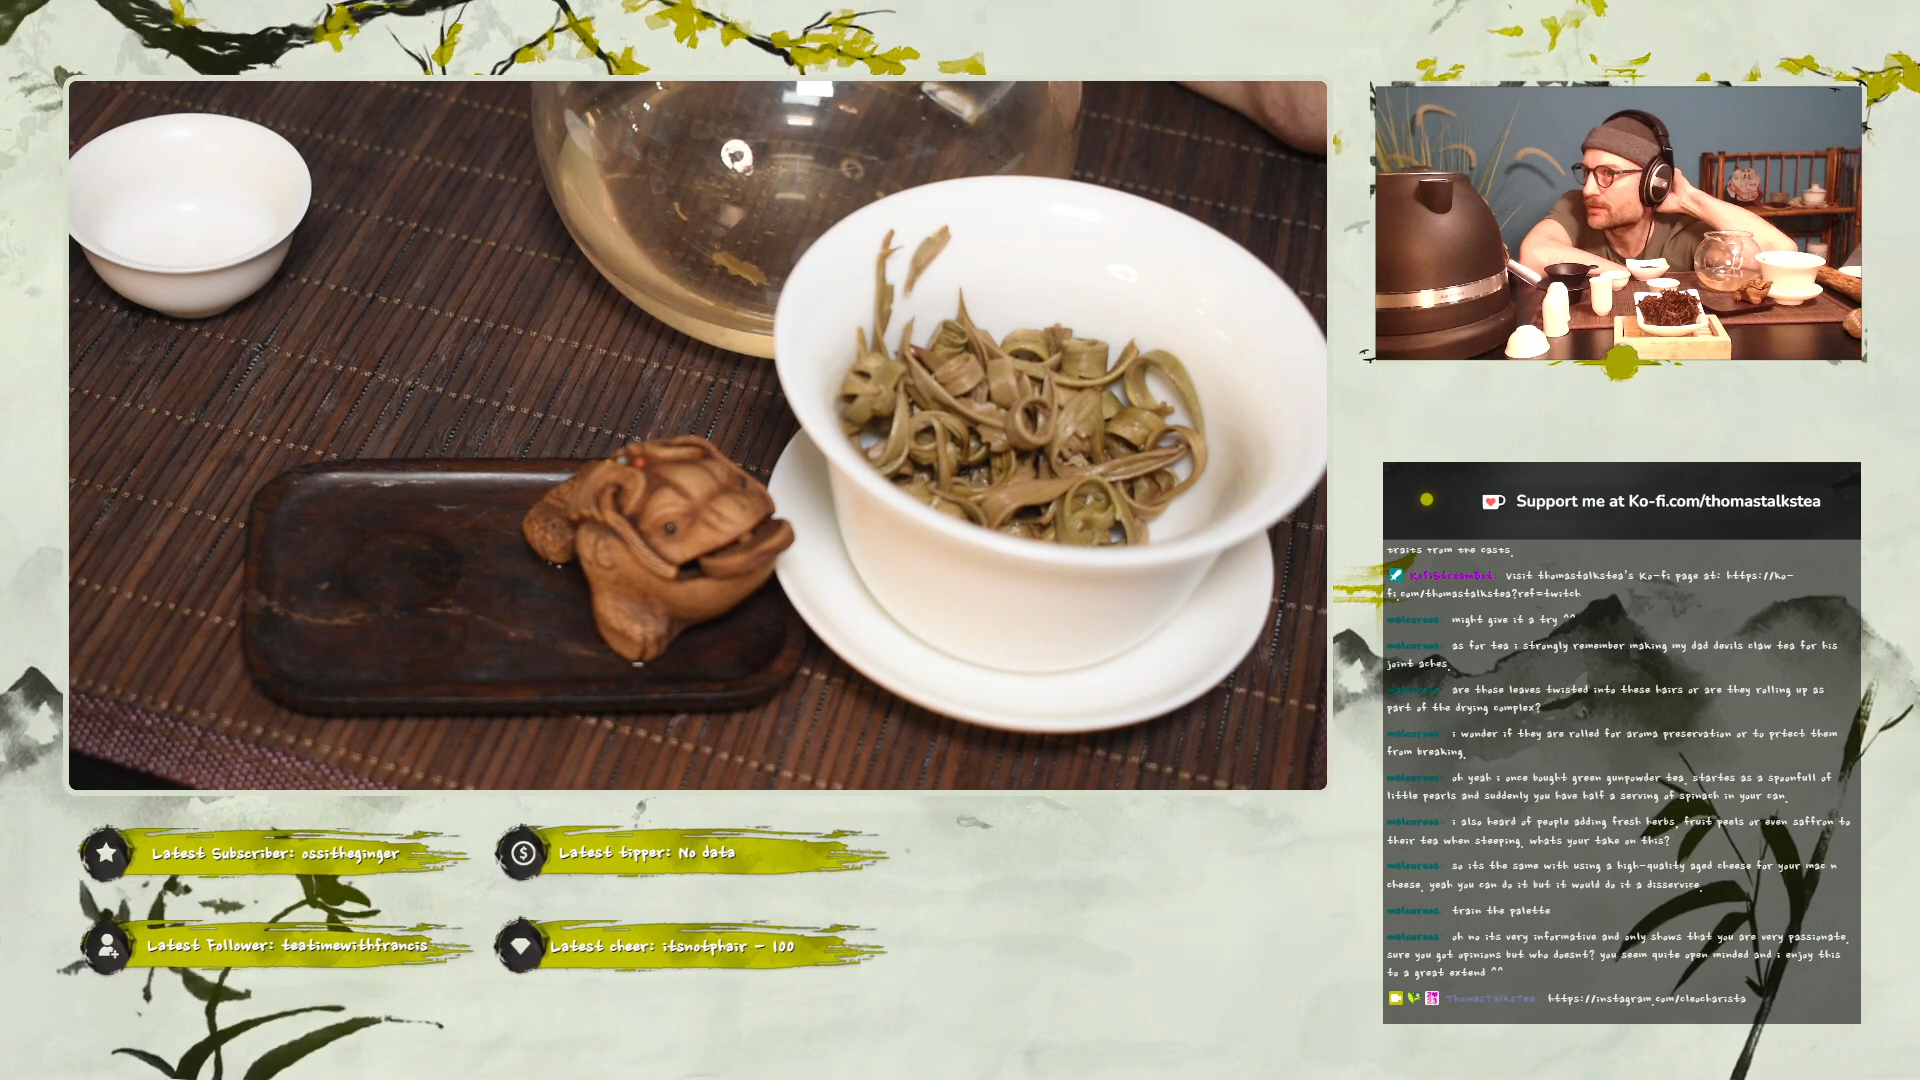 Support me at Ko-fi.com/thomastalkstea
traits from the casts.
KofiStreamBot: Visit thomastalkstea's Ko-fi page at: https://ko-
fi.com/thomastalkstea?ref=twitch
might give it a try ^^
as for tea i strongly remember making my dad devils claw tea for his
joint aches.
are those leaves twisted into these hairs or are they rolling up as
part of the drying complex?
i wonder if they are rolled for aroma preservation or to prtect them
from breaking.
oh yeah i once bought green gunpowder tea. startes as a spoonfull of
little pearls and suddenly you have half a serving of spinach in your can.
i also heard of people adding fresh herbs, fruit peels or even saffron to
their tea when steeping. whats your take on this?
so its the same with using a high-quality aged cheese for your mac n
cheese. yeah you can do it but it would do it a disservice.
train the palette
oh no its very informative and only shows that you are very passionate.
sure you got opinions but who doesnt? you seem quite open minded and i enjoy this
to a great extend ^^
ThomasTalksTea: https://instagram.com/cleocharista
Latest Subscriber: ossitheginger
Latest tipper: No data
Latest Follower: teatimewithfrancis
Latest cheer: itsnotphair - 100